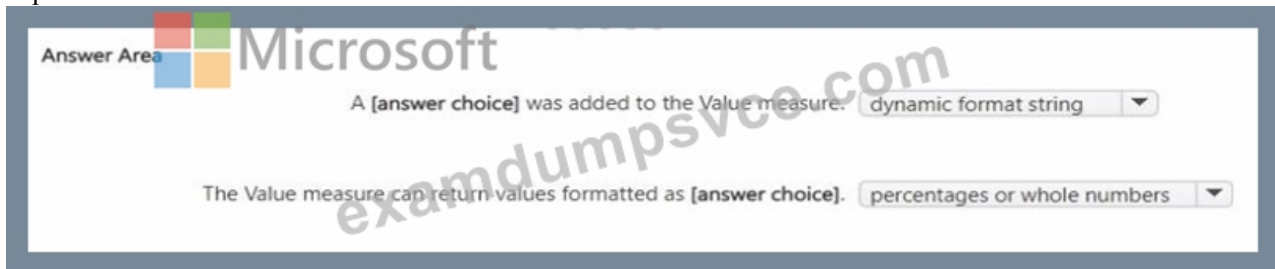 Microsoft
Answer Area
A [answer choice] was added to the Value measure. dynamic format string
The Value measure can return values formatted as [answer choice]. percentages or whole numbers
examdumpsvce.com